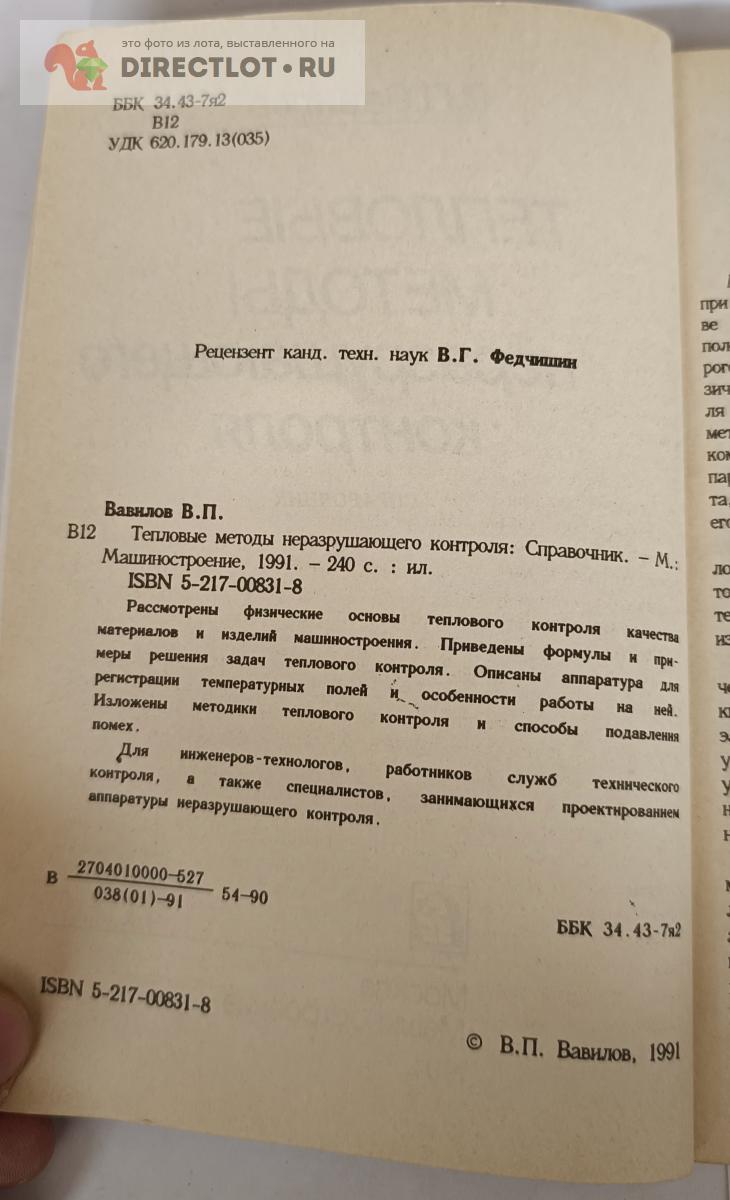 это фото из лота, выставленного на
DIRECTLOT.RU
ББК 34.43-7я2
В12
УДК 620.179.13(035)
Рецензент канд. техн. наук В.Г. Федчишин
Вавилов В.П.
В12 Тепловые методы неразрушающего контроля: Справочник. – М.:
Машиностроение, 1991. – 240 с. : ил.
ISBN 5-217-00831-8
Рассмотрены физические основы теплового контроля качества
материалов и изделий машиностроения. Приведены формулы и при-
меры решения задач теплового контроля. Описаны аппаратура для
регистрации температурных полей и особенности работы на ней.
Изложены методики теплового контроля и способы подавления
помех.
Для инженеров-технологов, работников служб технического
контроля, а также специалистов, занимающихся проектированием
аппаратуры неразрушающего контроля.
В 2704010000–527
038(01)–91 54–90
ББК 34.43-7я2
ISBN 5-217-00831-8
© В.П. Вавилов, 1991
при
ве